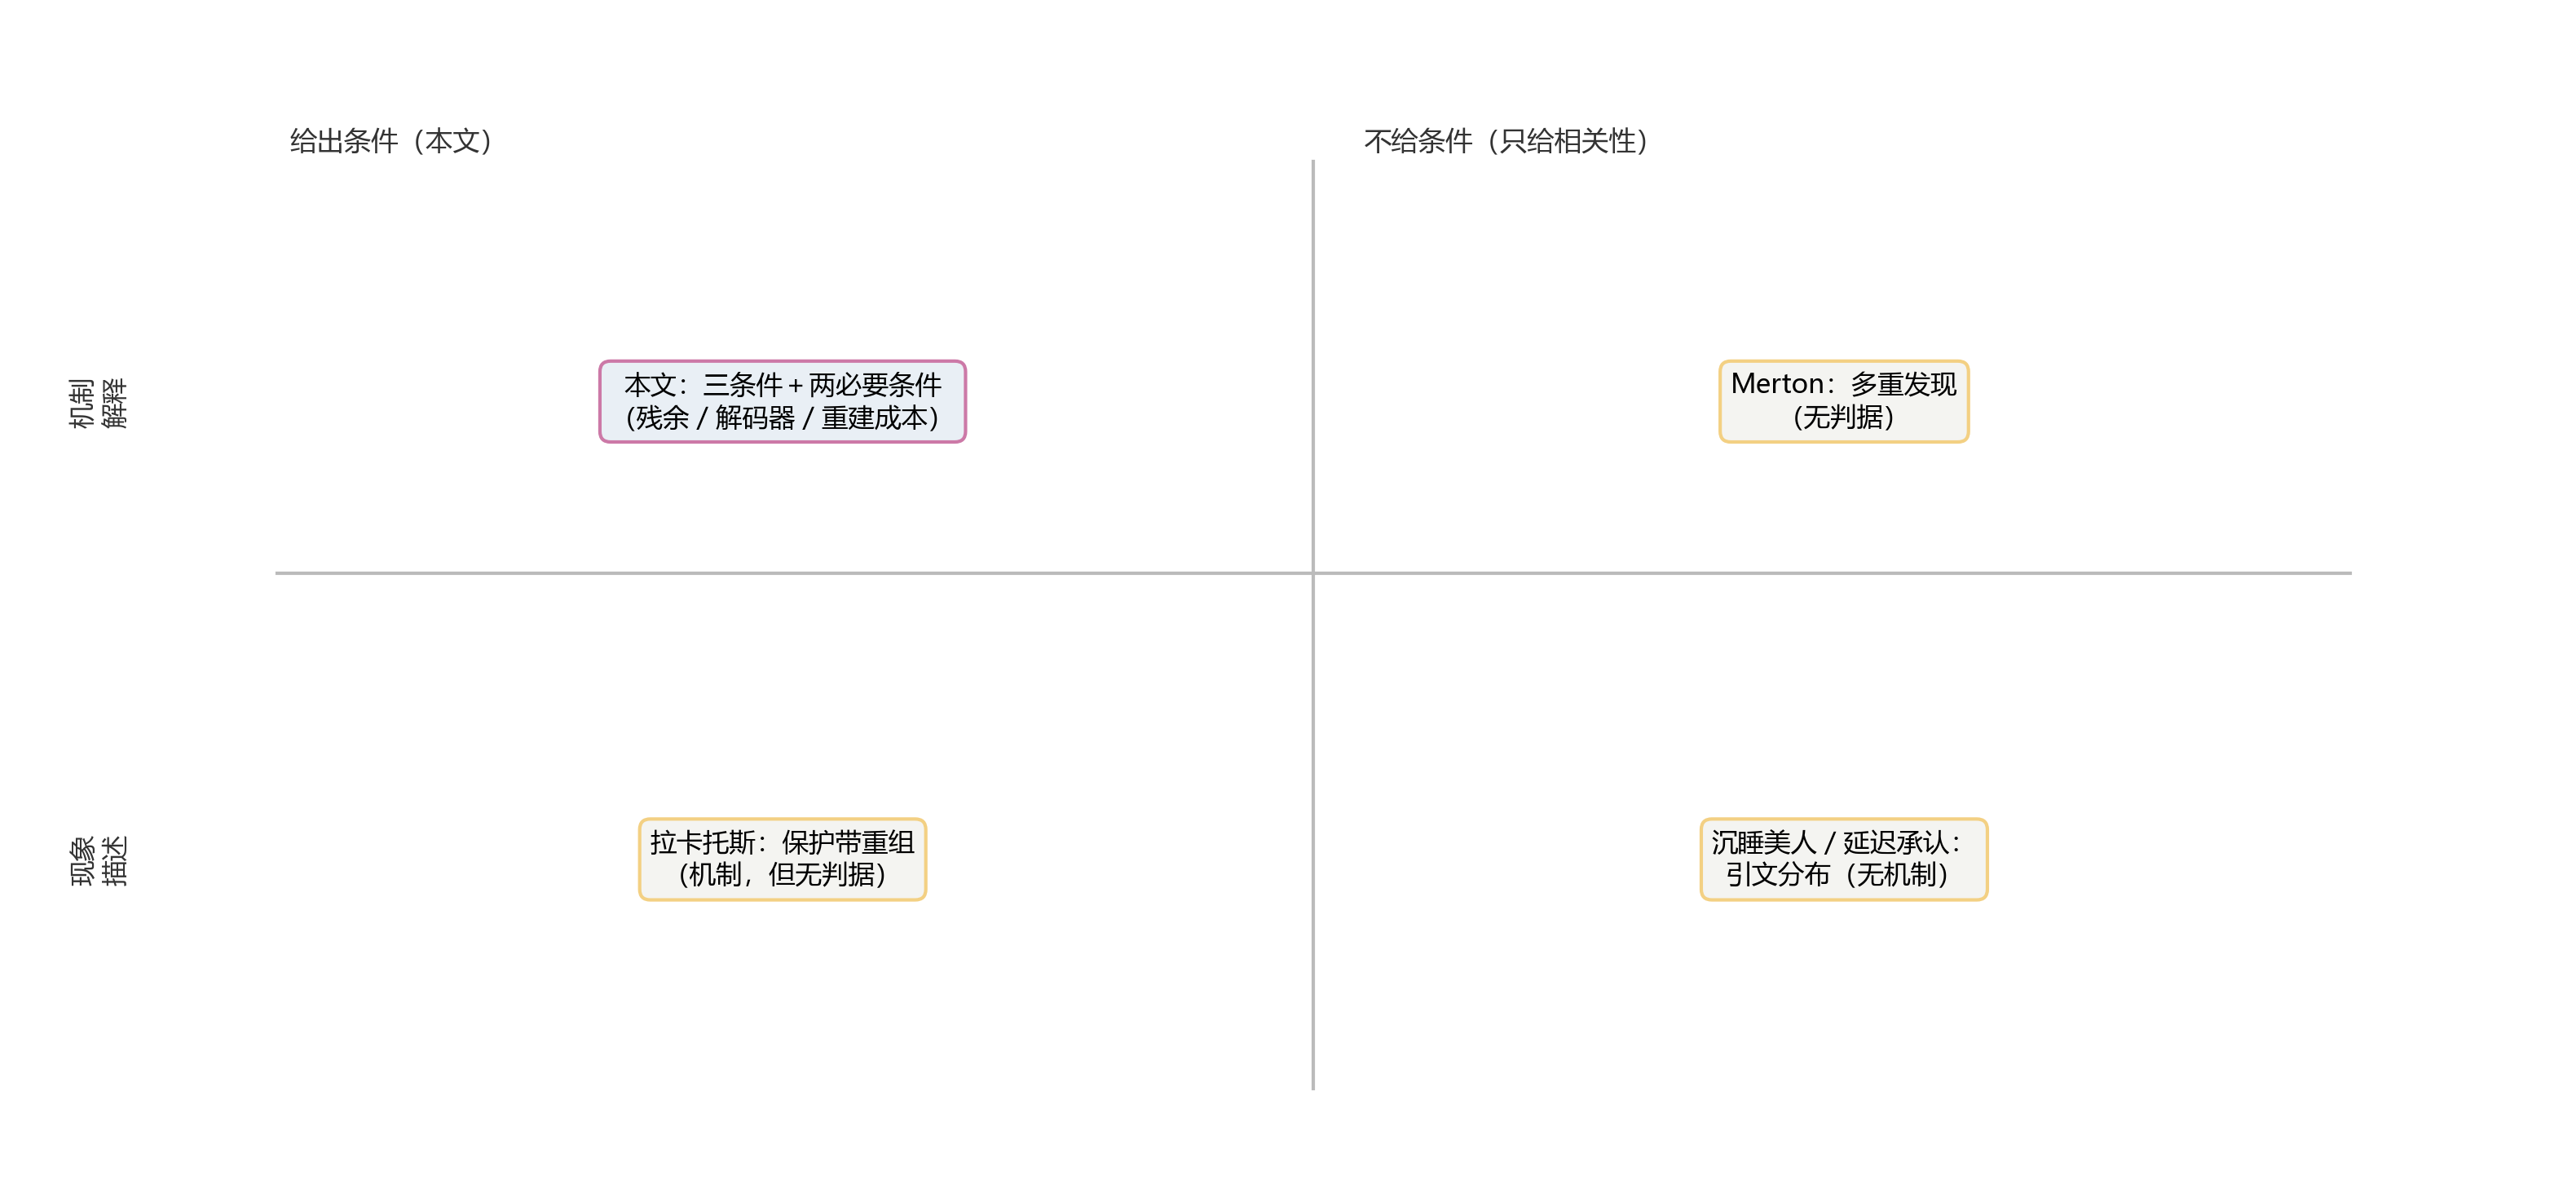 给出条件（本文）
不给条件（只给相关性）
机制
解释
本文：三条件＋两必要条件
（残余 / 解码器 / 重建成本）
Merton：多重发现
（无判据）
现象
描述
拉卡托斯：保护带重组
（机制，但无判据）
沉睡美人 / 延迟承认：
引文分布（无机制）